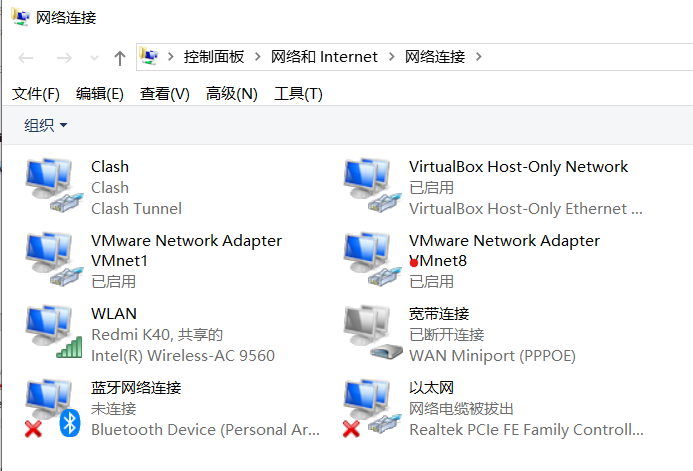 网络连接
控制面板 > 网络和 Internet > 网络连接 >
文件(F) 编辑(E) 查看(V) 高级(N) 工具(T)
组织
Clash
Clash
Clash Tunnel
VirtualBox Host-Only Network
已启用
VirtualBox Host-Only Ethernet ...
VMware Network Adapter
VMnet1
已启用
VMware Network Adapter
VMnet8
已启用
WLAN
Redmi K40, 共享的
Intel(R) Wireless-AC 9560
宽带连接
已断开连接
WAN Miniport (PPPOE)
蓝牙网络连接
未连接
Bluetooth Device (Personal Ar...
以太网
网络电缆被拔出
Realtek PCIe FE Family Controll...